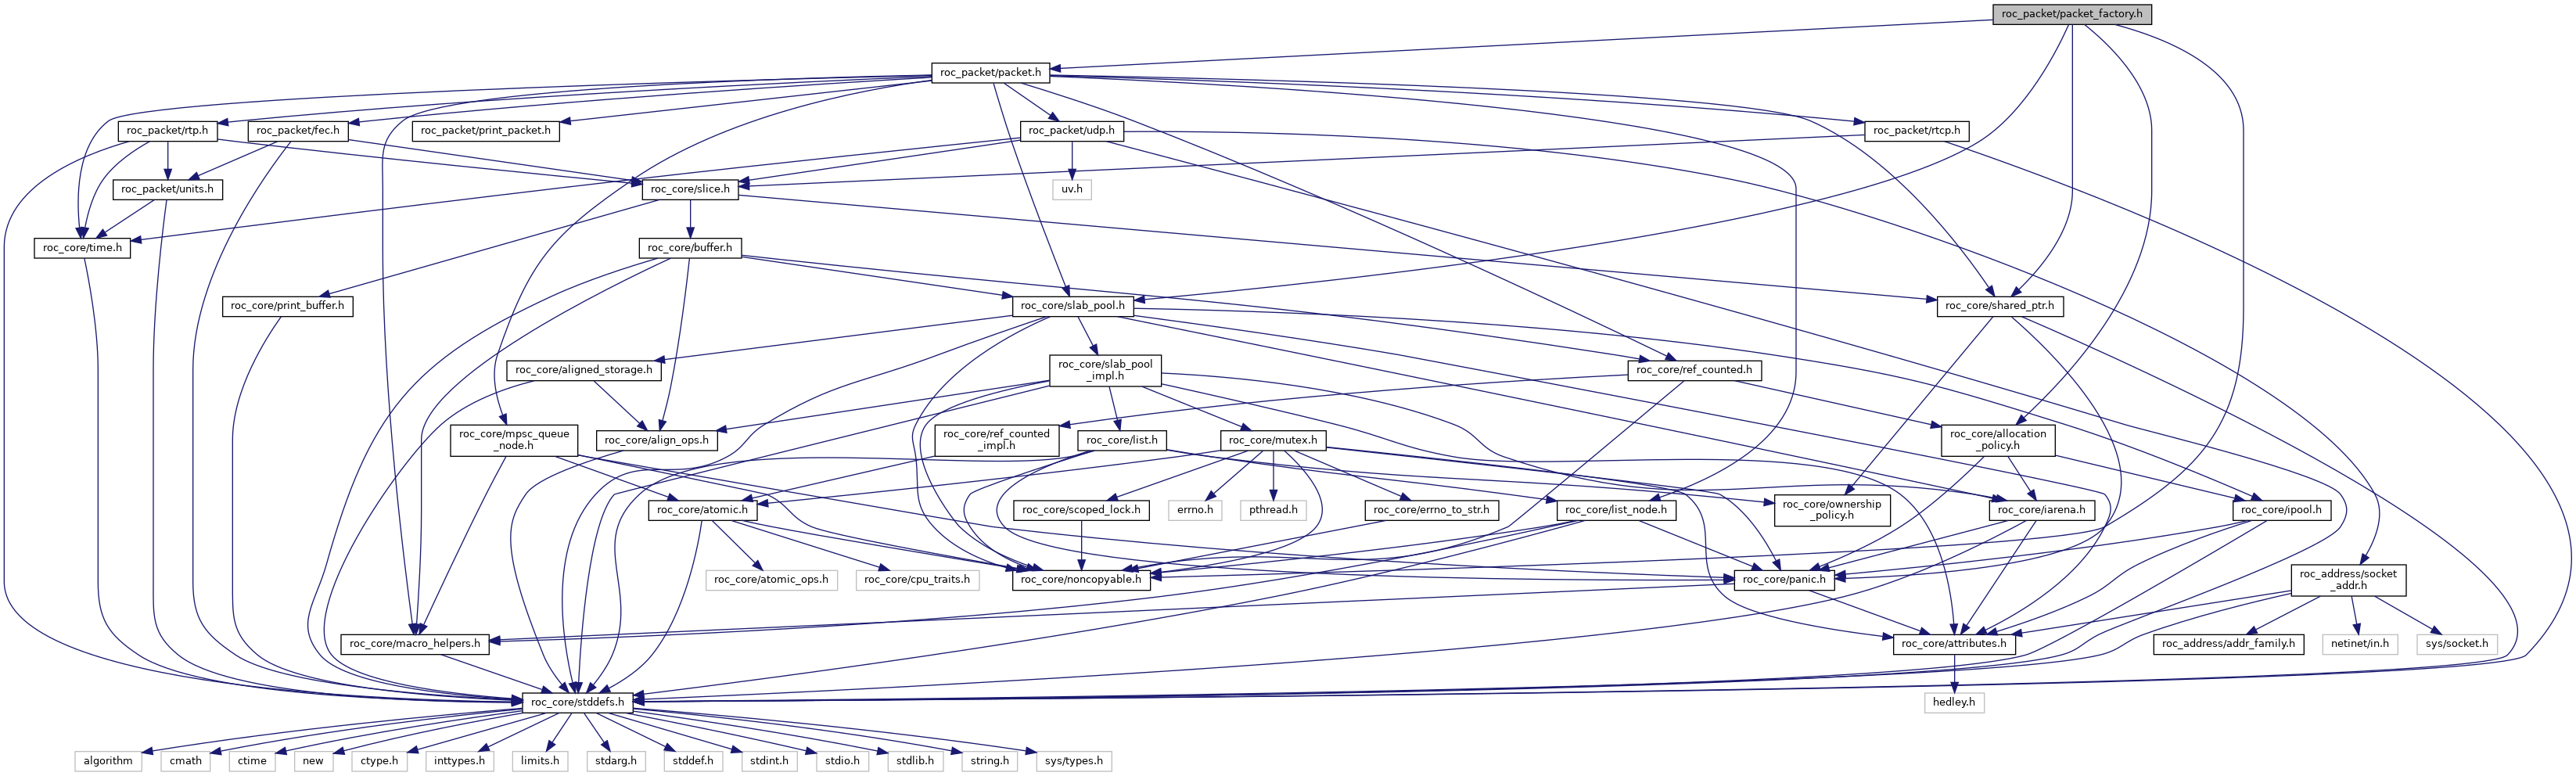 roc_packet/packet_factory.h
roc_packet/packet.h
roc_packet/rtp.h
roc_packet/fec.h
roc_packet/print_packet.h
roc_packet/udp.h
roc_packet/rtcp.h
roc_packet/units.h
roc_core/slice.h
uv.h
roc_core/time.h
roc_core/buffer.h
roc_core/print_buffer.h
roc_core/slab_pool.h
roc_core/shared_ptr.h
roc_core/aligned_storage.h
roc_core/slab_pool
_impl.h
roc_core/ref_counted.h
roc_core/mpsc_queue
_node.h
roc_core/align_ops.h
roc_core/ref_counted
_impl.h
roc_core/list.h
roc_core/mutex.h
roc_core/allocation
_policy.h
roc_core/atomic.h
roc_core/scoped_lock.h
errno.h
pthread.h
roc_core/errno_to_str.h
roc_core/list_node.h
roc_core/ownership
_policy.h
roc_core/iarena.h
roc_core/ipool.h
roc_core/atomic_ops.h
roc_core/cpu_traits.h
roc_core/noncopyable.h
roc_core/panic.h
roc_address/socket
_addr.h
roc_core/macro_helpers.h
roc_core/attributes.h
roc_address/addr_family.h
netinet/in.h
sys/socket.h
roc_core/stddefs.h
hedley.h
algorithm
cmath
ctime
new
ctype.h
inttypes.h
limits.h
stdarg.h
stddef.h
stdint.h
stdio.h
stdlib.h
string.h
sys/types.h